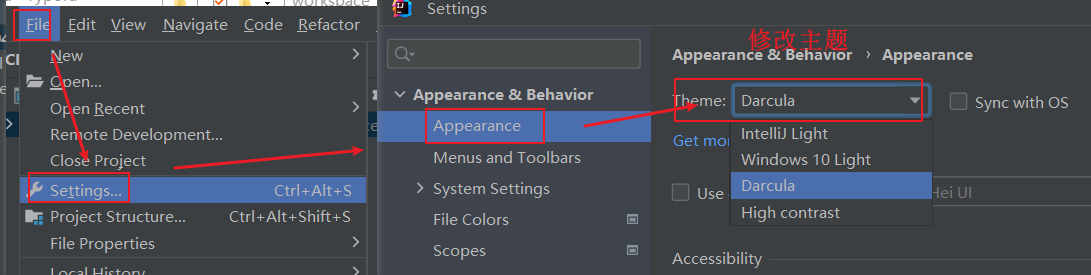 File Edit View Navigate Code Refactor
New
Open...
Open Recent
Remote Development...
Close Project
Settings... Ctrl+Alt+S
Project Structure... Ctrl+Alt+Shift+S
File Properties
Local History
workspace
Settings
Appearance & Behavior
Appearance
Menus and Toolbars
System Settings
File Colors
Scopes
修改主题
Appearance & Behavior › Appearance
Theme: Darcula Sync with OS
IntelliJ Light
Windows 10 Light
Darcula
High contrast
Get mo
Use Hei UI
Accessibility